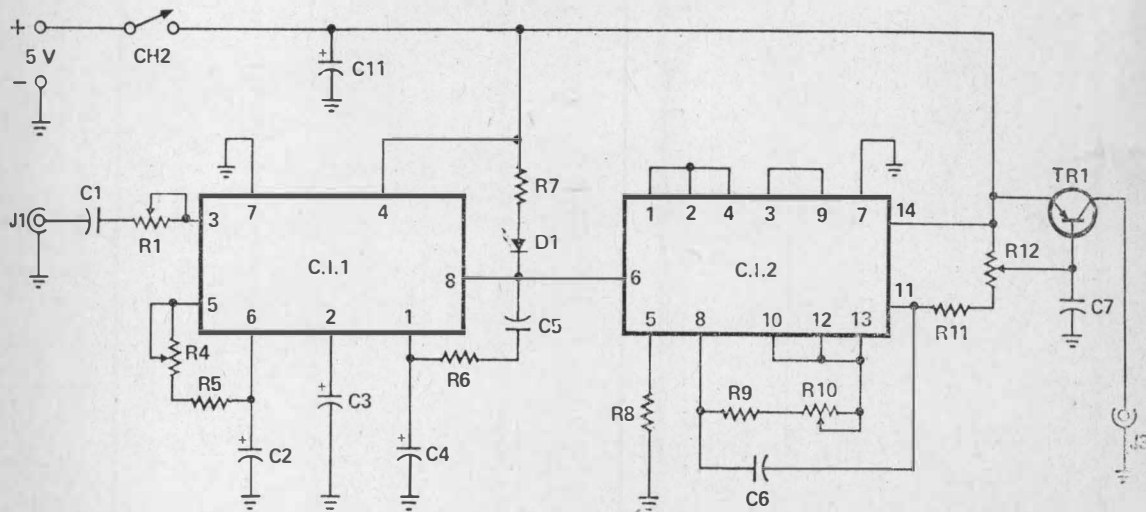 +
5 V
−
CH2
+
C11
J1
C1
R1
3
7
4
C.I.1
5
6
2
1
8
R4
R5
+
C2
+
C3
+
C4
R6
C5
R7
D1
1
2
4
3
9
7
14
6
C.I.2
11
5
8
10
12
13
R8
R9
R10
C6
R11
R12
TR1
C7
J3